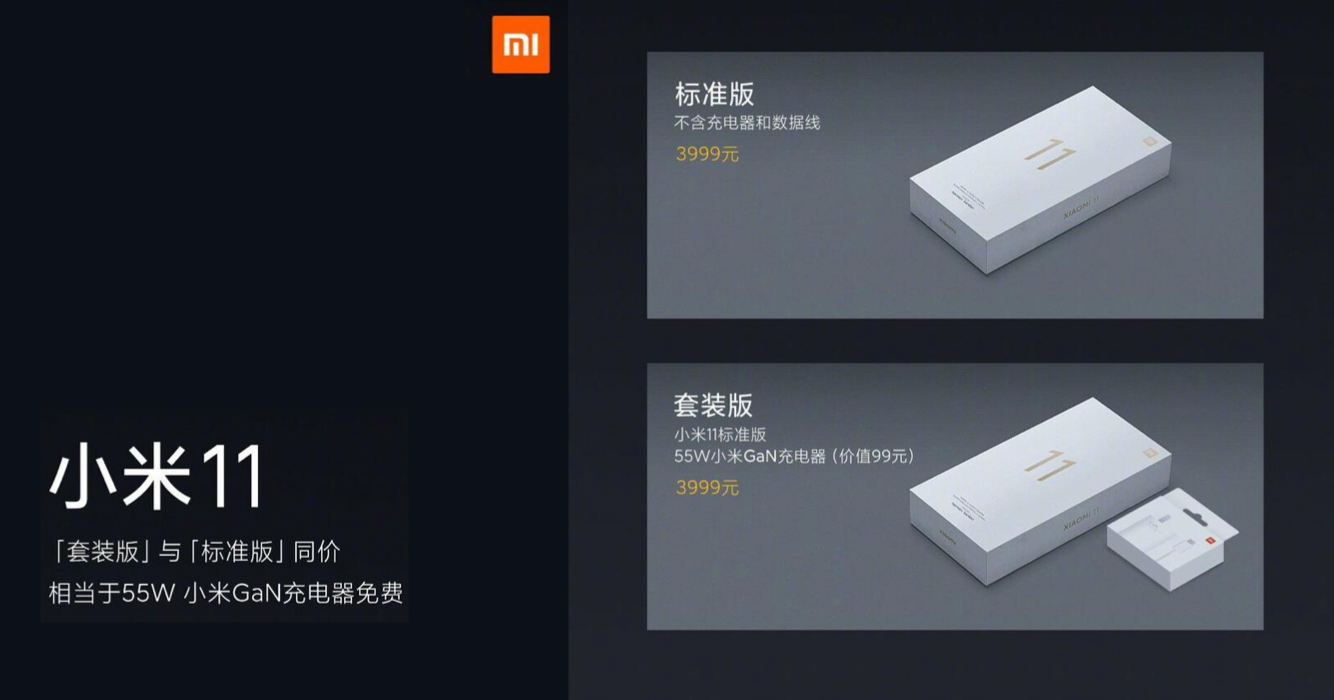 小米11
「套装版」与「标准版」同价
相当于55W 小米GaN充电器免费
标准版
不含充电器和数据线
3999元
11
XIAOMI 11
套装版
小米11标准版
55W小米GaN充电器（价值99元）
3999元
11
XIAOMI 11